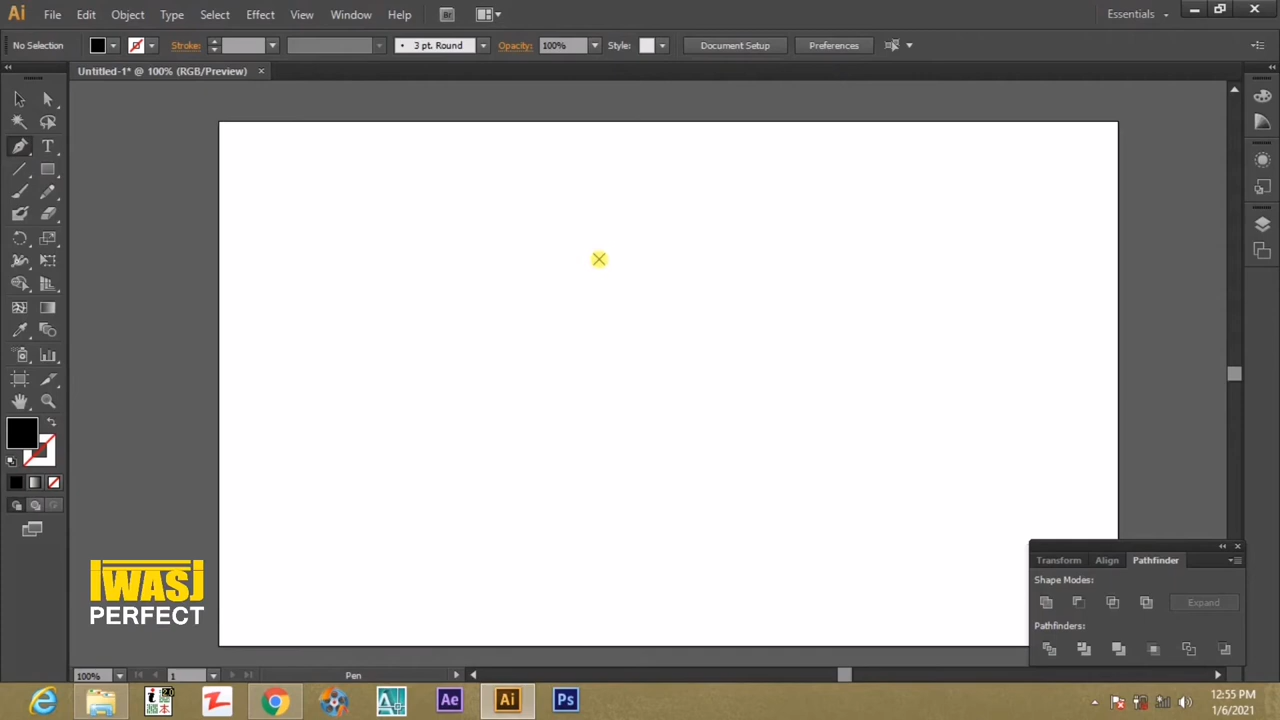 Ai File Edit Object Type Select Effect View Window Help Br Essentials
No Selection Stroke: 3 pt. Round Opacity: 100% Style: Document Setup Preferences
Untitled-1* @ 100% (RGB/Preview)
T
iWASJ
PERFECT
Transform Align Pathfinder
Shape Modes:
Expand
Pathfinders:
100% 1 Pen
Ae Ai Ps
12:55 PM
1/6/2021